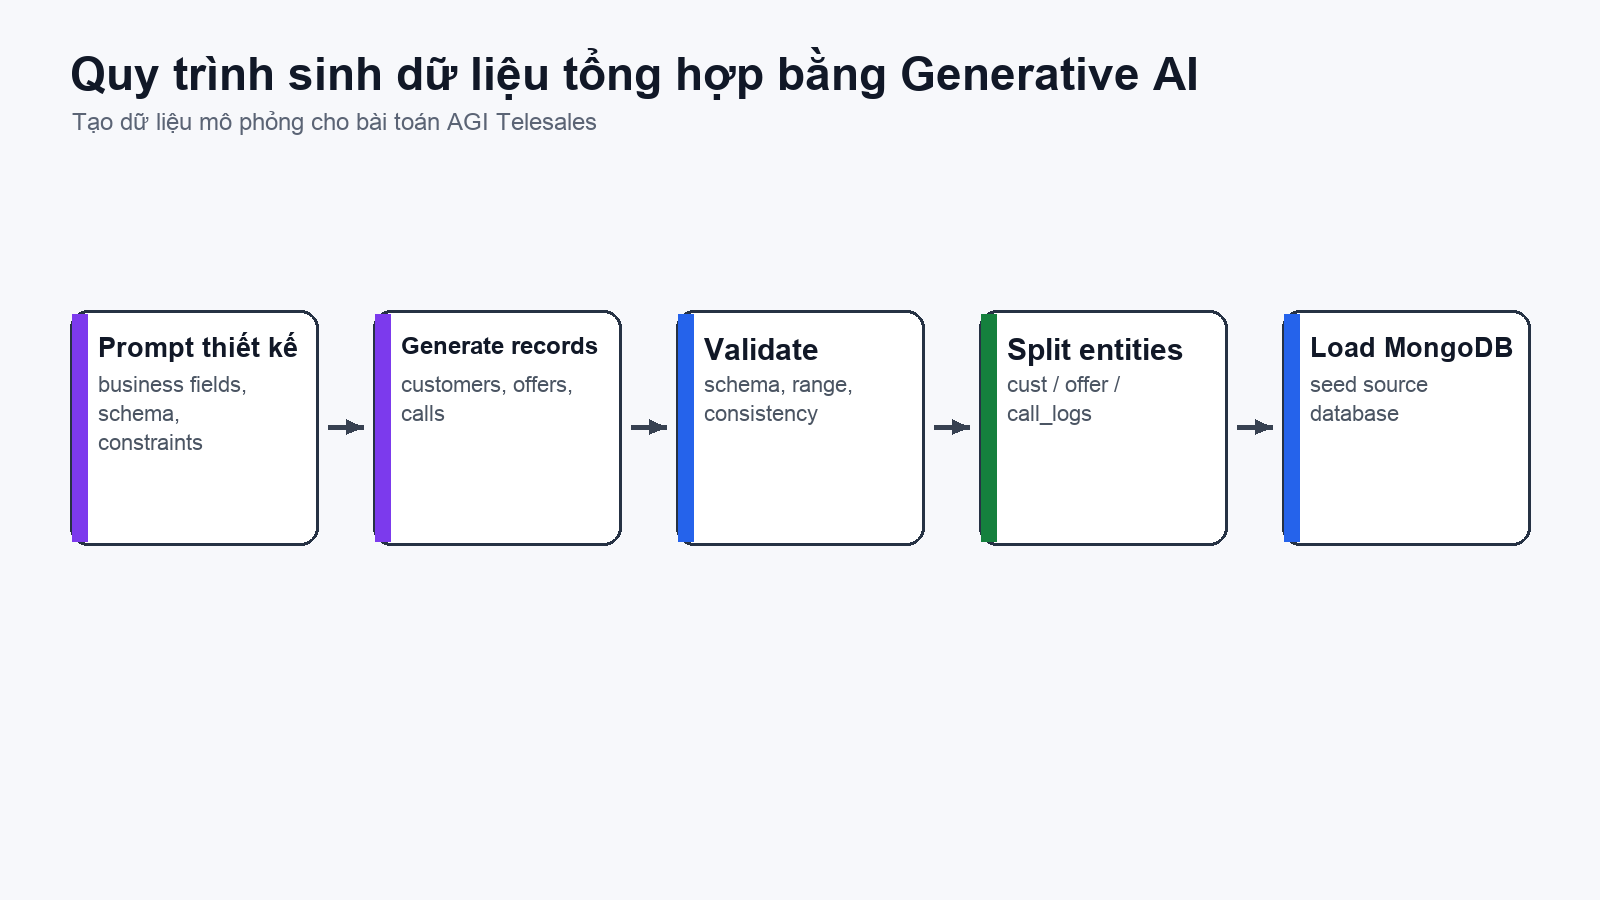 Quy trình sinh dữ liệu tổng hợp bằng Generative AI
Tạo dữ liệu mô phỏng cho bài toán AGI Telesales
Prompt thiết kế
business fields,
schema,
constraints
Generate records
customers, offers,
calls
Validate
schema, range,
consistency
Split entities
cust / offer /
call_logs
Load MongoDB
seed source
database